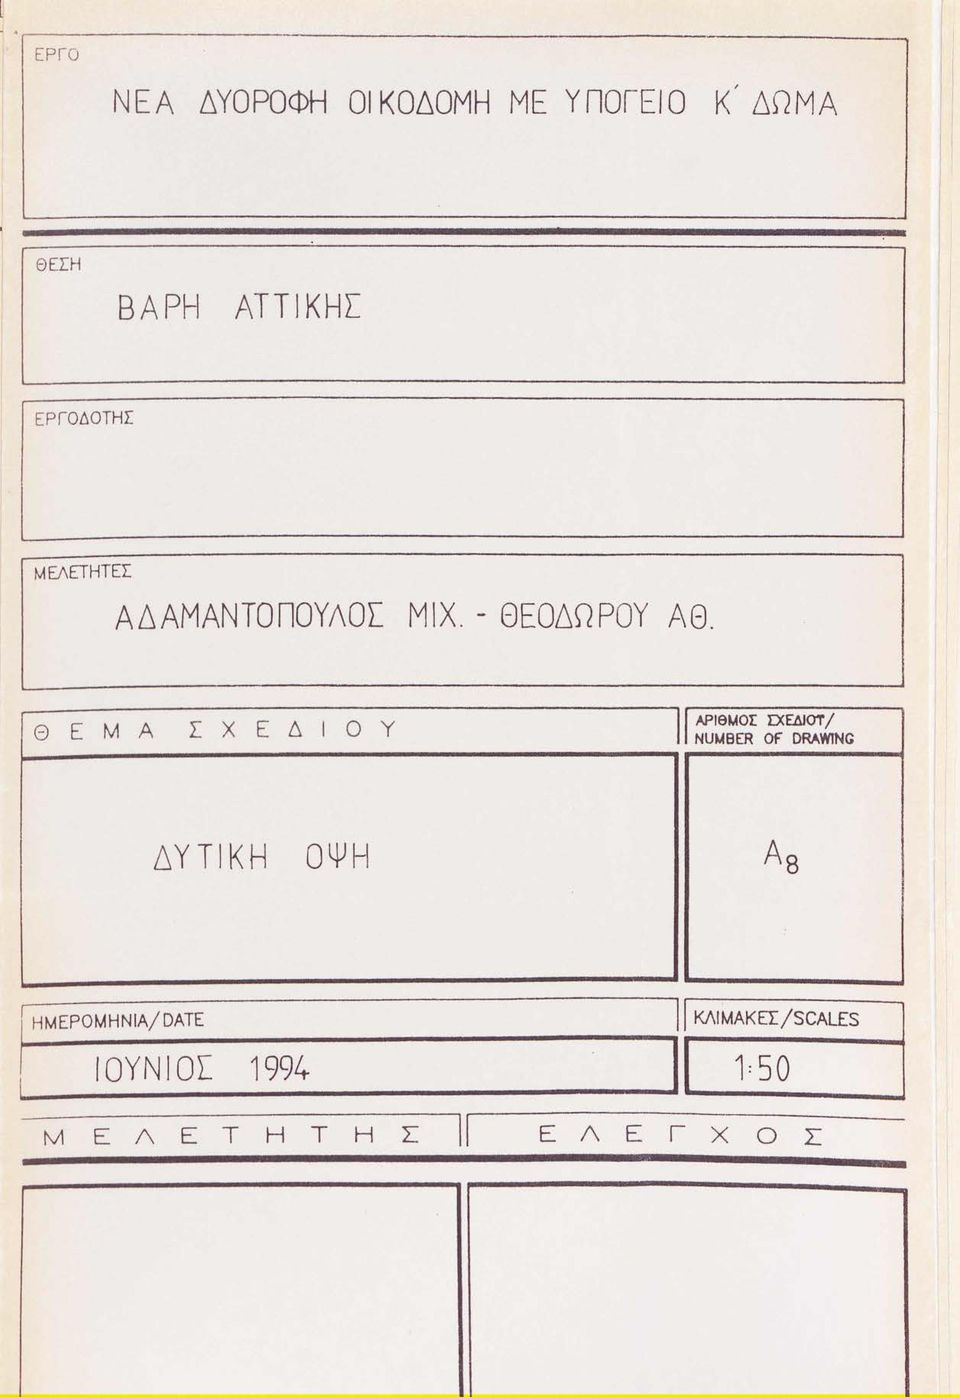 ΕΡΓΟ
ΝΕΑ ΔΥΟΡΟΦΗ ΟΙΚΟΔΟΜΗ ΜΕ ΥΠΟΓΕΙΟ Κ΄ ΔΩΜΑ
ΘΕΣΗ
ΒΑΡΗ ΑΤΤΙΚΗΣ
ΕΡΓΟΔΟΤΗΣ
ΜΕΛΕΤΗΤΕΣ
ΑΔΑΜΑΝΤΟΠΟΥΛΟΣ ΜΙΧ. - ΘΕΟΔΩΡΟΥ ΑΘ.
ΘΕΜΑ ΣΧΕΔΙΟΥ
ΑΡΙΘΜΟΣ ΣΧΕΔΙΟΥ/
NUMBER OF DRAWING
ΔΥΤΙΚΗ ΟΨΗ
Α8
ΗΜΕΡΟΜΗΝΙΑ/DATE
ΚΛΙΜΑΚΕΣ/SCALES
ΙΟΥΝΙΟΣ 1994
1:50
ΜΕΛΕΤΗΤΗΣ
ΕΛΕΓΧΟΣ